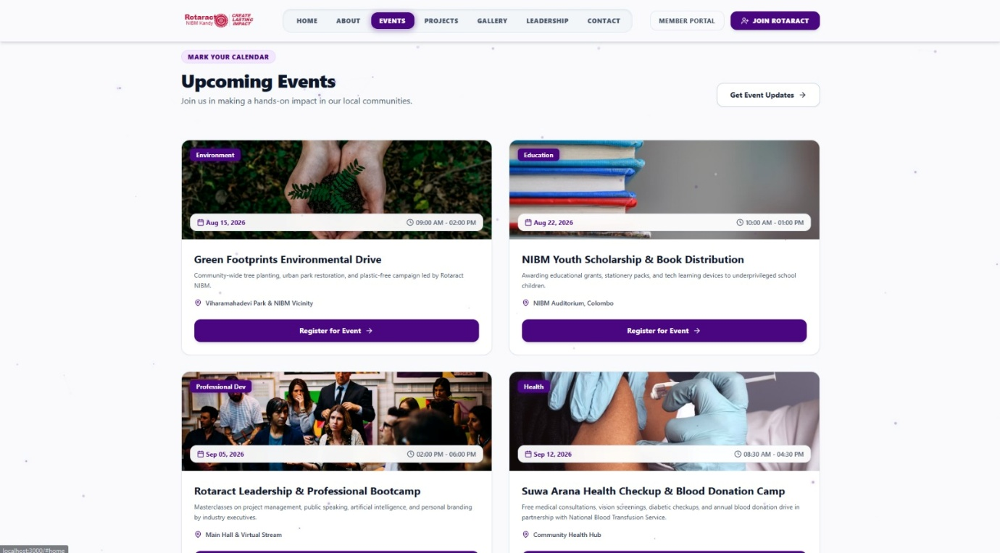 Rotaract
NIBM Kandy
CREATE
LASTING
IMPACT
HOME
ABOUT
EVENTS
PROJECTS
GALLERY
LEADERSHIP
CONTACT
MEMBER PORTAL
JOIN ROTARACT
MARK YOUR CALENDAR
Upcoming Events
Join us in making a hands-on impact in our local communities.
Get Event Updates →
Environment
Aug 15, 2026
09:00 AM - 02:00 PM
Green Footprints Environmental Drive
Community-wide tree planting, urban park restoration, and plastic-free campaign led by Rotaract
NIBM.
Viharamahadevi Park & NIBM Vicinity
Register for Event →
Education
Aug 22, 2026
10:00 AM - 01:00 PM
NIBM Youth Scholarship & Book Distribution
Awarding educational grants, stationery packs, and tech learning devices to underprivileged school
children.
NIBM Auditorium, Colombo
Register for Event →
Professional Dev
Sep 05, 2026
02:00 PM - 06:00 PM
Rotaract Leadership & Professional Bootcamp
Masterclasses on project management, public speaking, artificial intelligence, and personal branding
by industry executives.
Main Hall & Virtual Stream
Health
Sep 12, 2026
08:30 AM - 04:30 PM
Suwa Arana Health Checkup & Blood Donation Camp
Free medical consultations, vision screenings, diabetic checkups, and annual blood donation drive in
partnership with National Blood Transfusion Service.
Community Health Hub
localhost:3000/#home